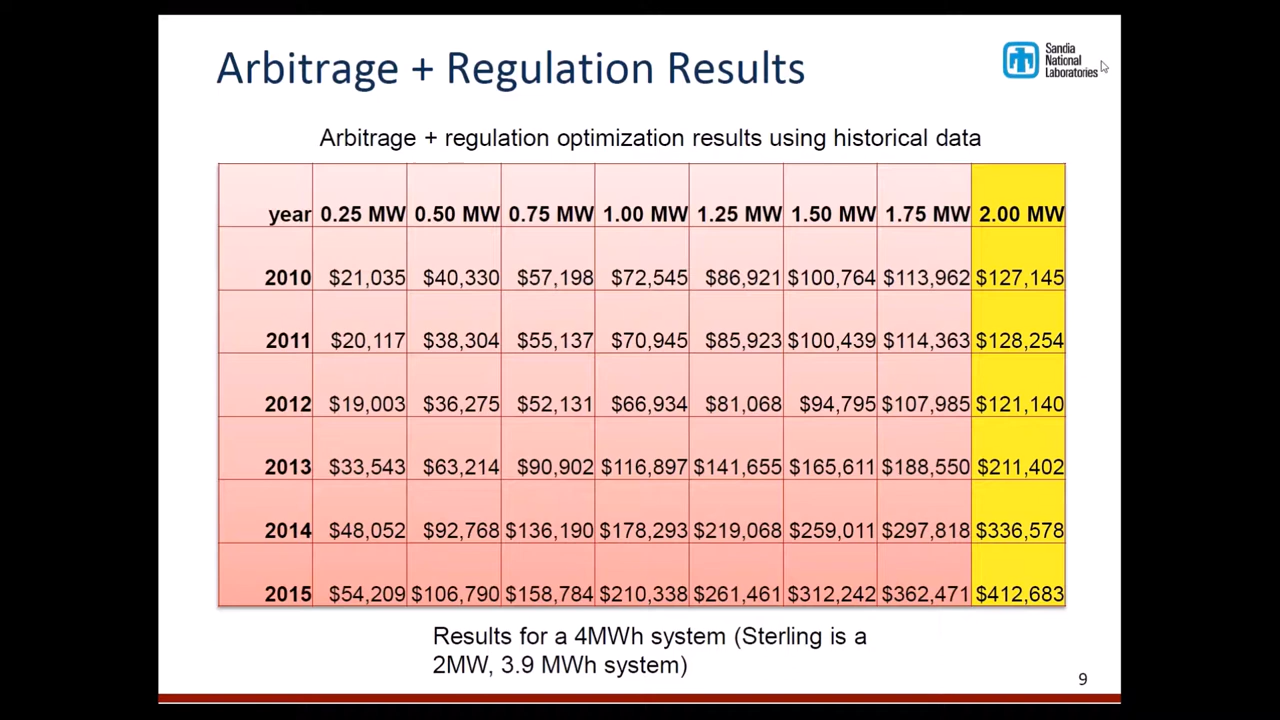 Arbitrage + Regulation Results
Sandia
National
Laboratories
Arbitrage + regulation optimization results using historical data
year 0.25 MW 0.50 MW 0.75 MW 1.00 MW 1.25 MW 1.50 MW 1.75 MW 2.00 MW
2010 $21,035 $40,330 $57,198 $72,545 $86,921 $100,764 $113,962 $127,145
2011 $20,117 $38,304 $55,137 $70,945 $85,923 $100,439 $114,363 $128,254
2012 $19,003 $36,275 $52,131 $66,934 $81,068 $94,795 $107,985 $121,140
2013 $33,543 $63,214 $90,902 $116,897 $141,655 $165,611 $188,550 $211,402
2014 $48,052 $92,768 $136,190 $178,293 $219,068 $259,011 $297,818 $336,578
2015 $54,209 $106,790 $158,784 $210,338 $261,461 $312,242 $362,471 $412,683
Results for a 4MWh system (Sterling is a
2MW, 3.9 MWh system)
9